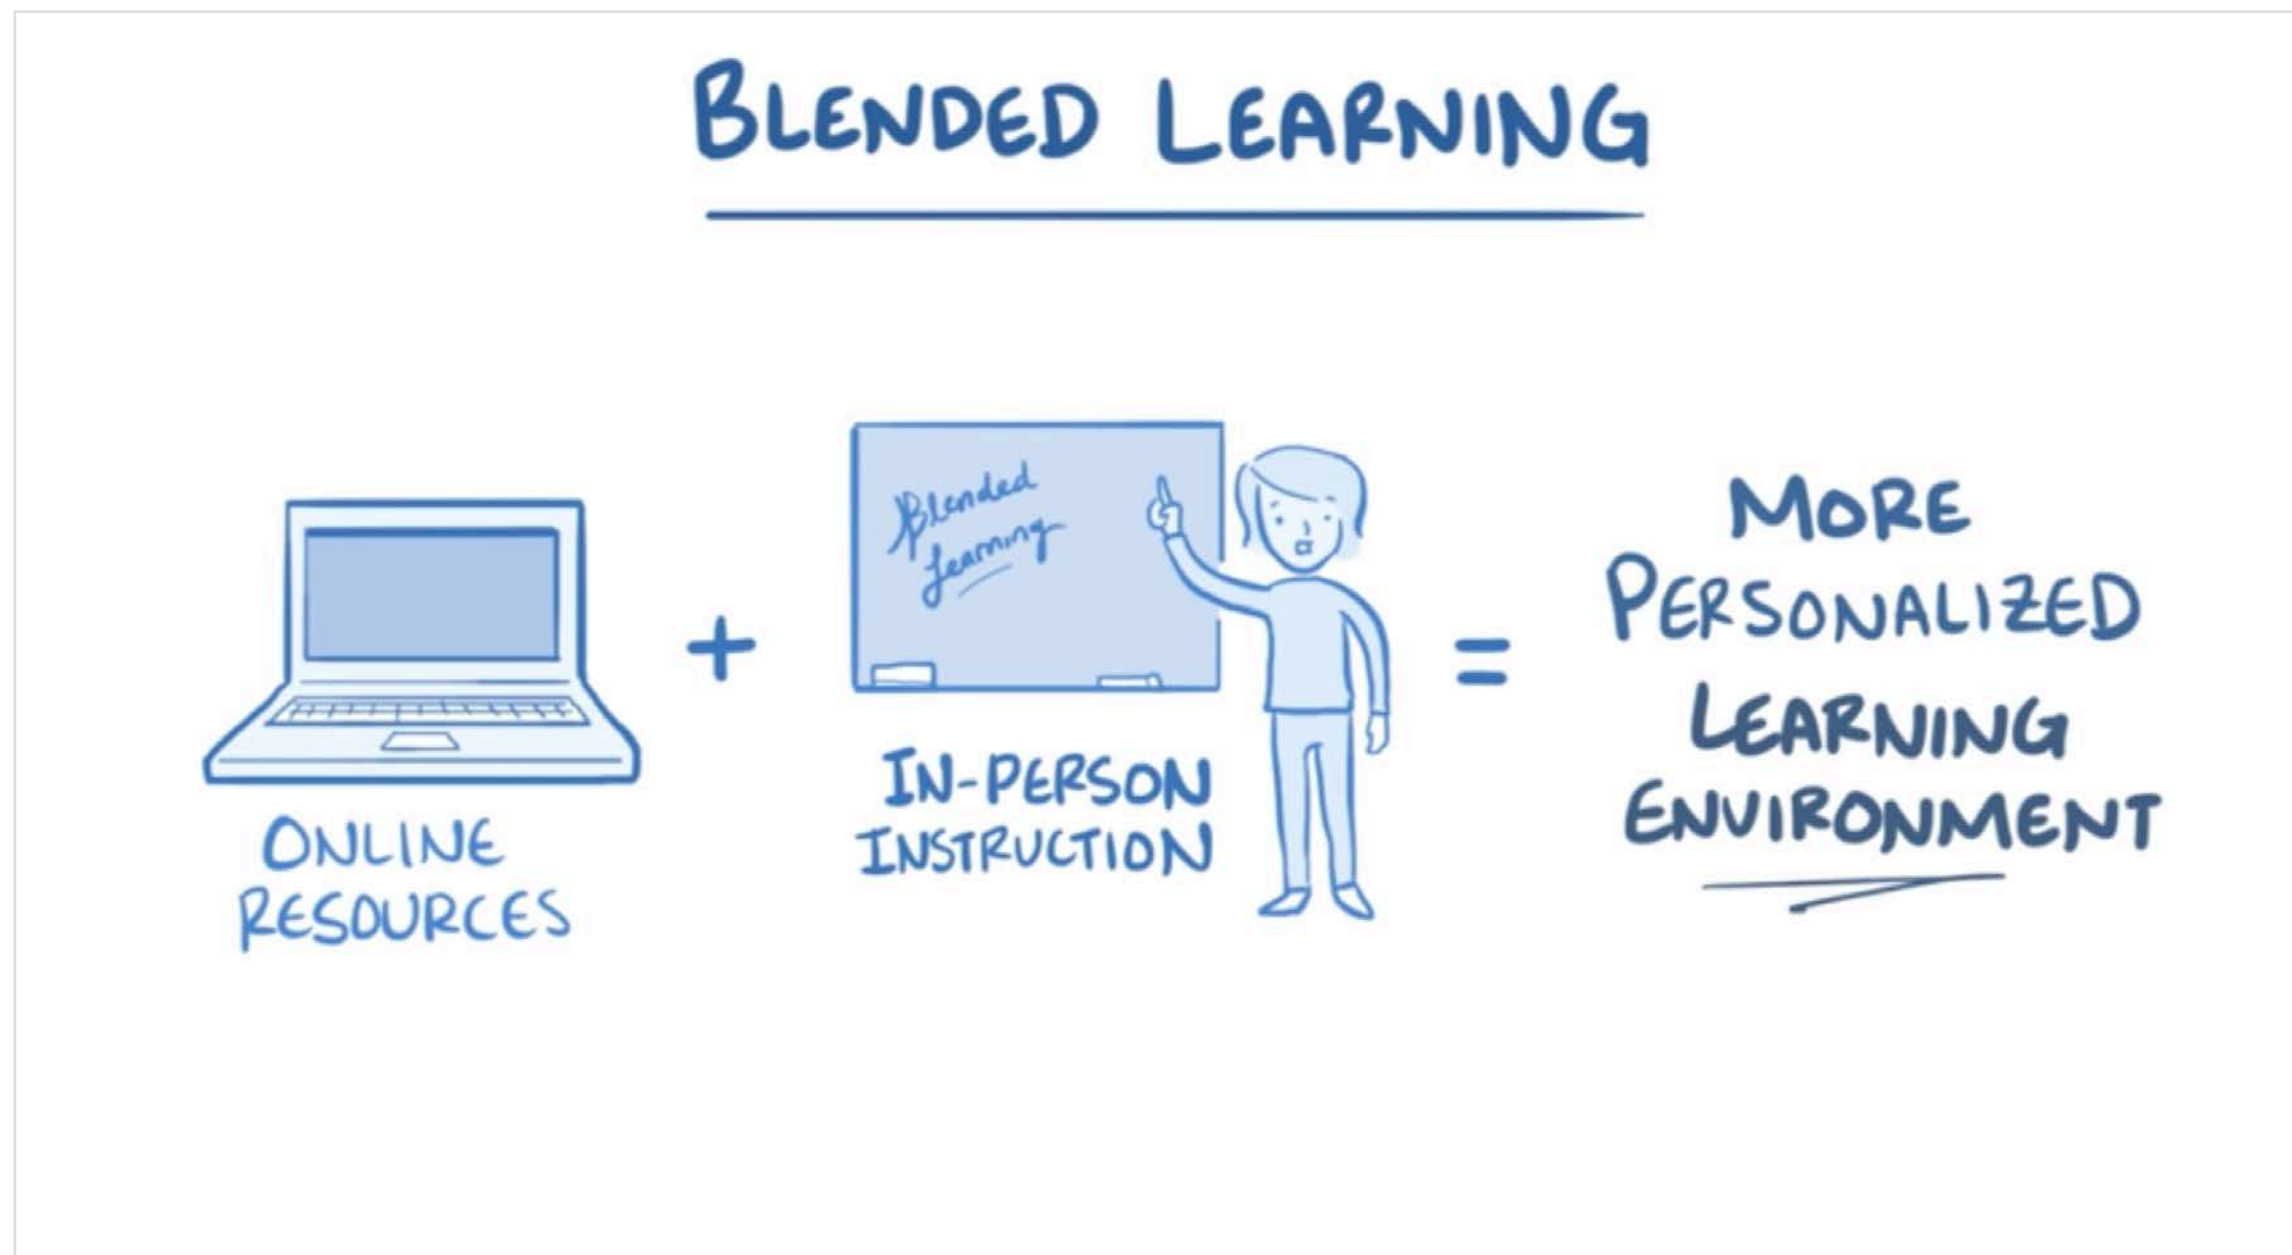 BLENDED LEARNING
Blended
Learning
+
=
ONLINE
RESOURCES
IN-PERSON
INSTRUCTION
MORE
PERSONALIZED
LEARNING
ENVIRONMENT